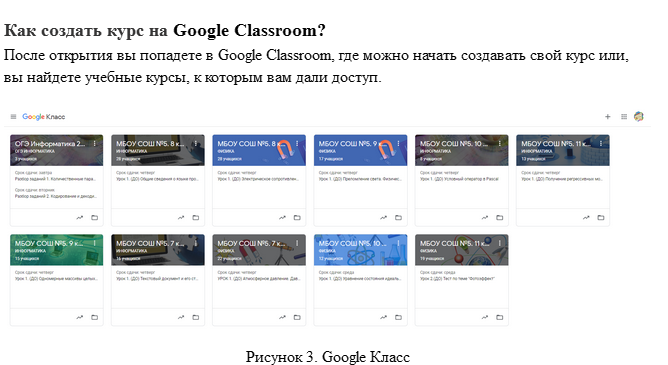 Как создать курс на Google Classroom?
После открытия вы попадете в Google Classroom, где можно начать создавать свой курс или,
вы найдете учебные курсы, к которым вам дали доступ.
Google Класс
ОГЭ Информатика 2...
ИНФОРМАТИКА
3 учащихся
Срок сдачи: завтра
Разбор заданий 1. Количественные пара...
Срок сдачи: вторник
Разбор заданий 2. Кодирование и декоди...
МБОУ СОШ №5. 8 к...
ИНФОРМАТИКА
28 учащихся
Срок сдачи: четверг
Урок 1. (ДО) Общие сведения о языке про...
МБОУ СОШ №5. 8 к...
ФИЗИКА
28 учащихся
Срок сдачи: четверг
Урок 1. (ДО) Электрическое сопротивлен...
МБОУ СОШ №5. 9 к...
ФИЗИКА
17 учащихся
Срок сдачи: четверг
Урок 1. (ДО) Преломление света. Физичес...
МБОУ СОШ №5. 10 ...
ИНФОРМАТИКА
Срок сдачи: четверг
Урок 1. (ДО) Условный оператор в Pascal
МБОУ СОШ №5. 11 к...
ИНФОРМАТИКА
13 учащихся
Срок сдачи: четверг
Урок 1. (ДО) Получение регрессивных мо...
МБОУ СОШ №5. 9 к...
ИНФОРМАТИКА
15 учащихся
Срок сдачи: четверг
Урок 1. (ДО) Одномерные массивы целых...
МБОУ СОШ №5. 7 к...
ИНФОРМАТИКА
16 учащихся
Срок сдачи: четверг
Урок 1. (ДО) Текстовый документ и его ст...
МБОУ СОШ №5. 7 к...
ФИЗИКА
22 учащихся
Срок сдачи: четверг
УРОК 1. (ДО) Атмосферное давление. Дав...
МБОУ СОШ №5. 10 ...
ФИЗИКА
12 учащихся
Срок сдачи: среда
Урок 1. (ДО) Уравнение состояния идеаль...
МБОУ СОШ №5. 11 к...
ФИЗИКА
19 учащихся
Срок сдачи: среда
Урок 2. (ДО) Тест по теме "Фотоэффект"
Рисунок 3. Google Класс